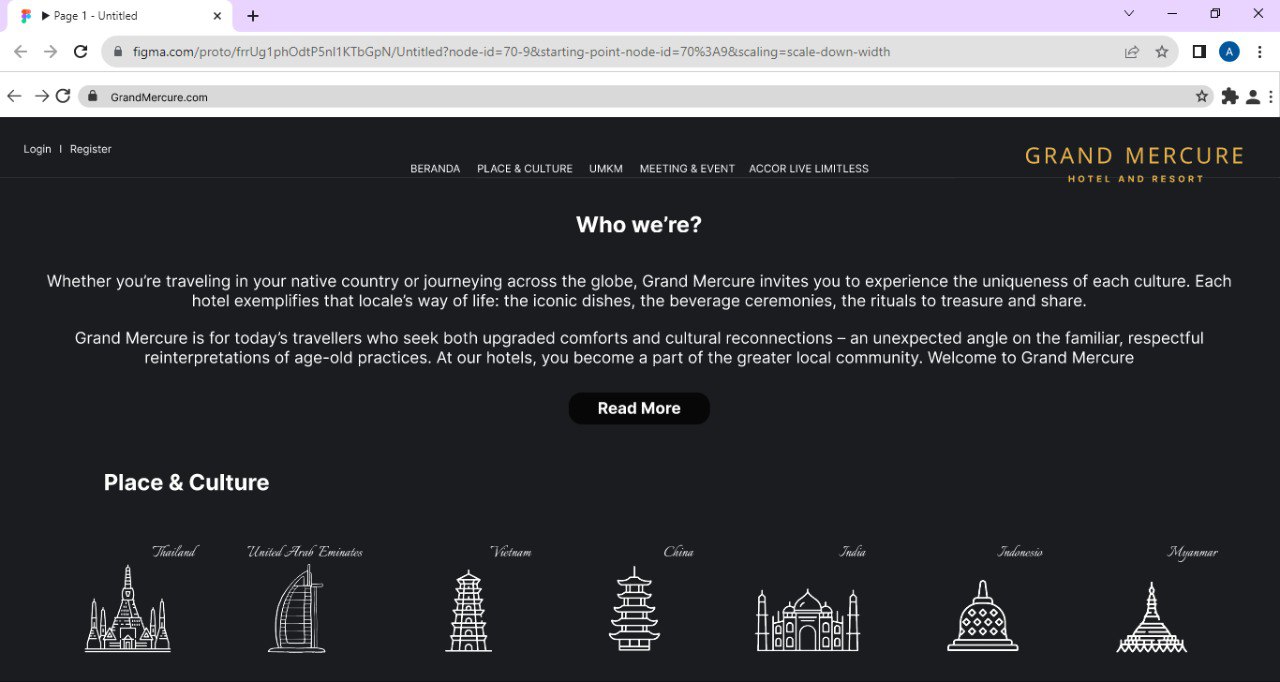 Page 1 - Untitled
figma.com/proto/frrUg1phOdtP5nI1KTbGpN/Untitled?node-id=70-9&starting-point-node-id=70%3A9&scaling=scale-down-width
A
GrandMercure.com
Login I Register
BERANDA PLACE & CULTURE UMKM MEETING & EVENT ACCOR LIVE LIMITLESS
GRAND MERCURE
HOTEL AND RESORT
Who we’re?
Whether you’re traveling in your native country or journeying across the globe, Grand Mercure invites you to experience the uniqueness of each culture. Each
hotel exemplifies that locale’s way of life: the iconic dishes, the beverage ceremonies, the rituals to treasure and share.
Grand Mercure is for today’s travellers who seek both upgraded comforts and cultural reconnections – an unexpected angle on the familiar, respectful
reinterpretations of age-old practices. At our hotels, you become a part of the greater local community. Welcome to Grand Mercure
Read More
Place & Culture
Thailand United Arab Emirates Vietnam China India Indonesia Myanmar